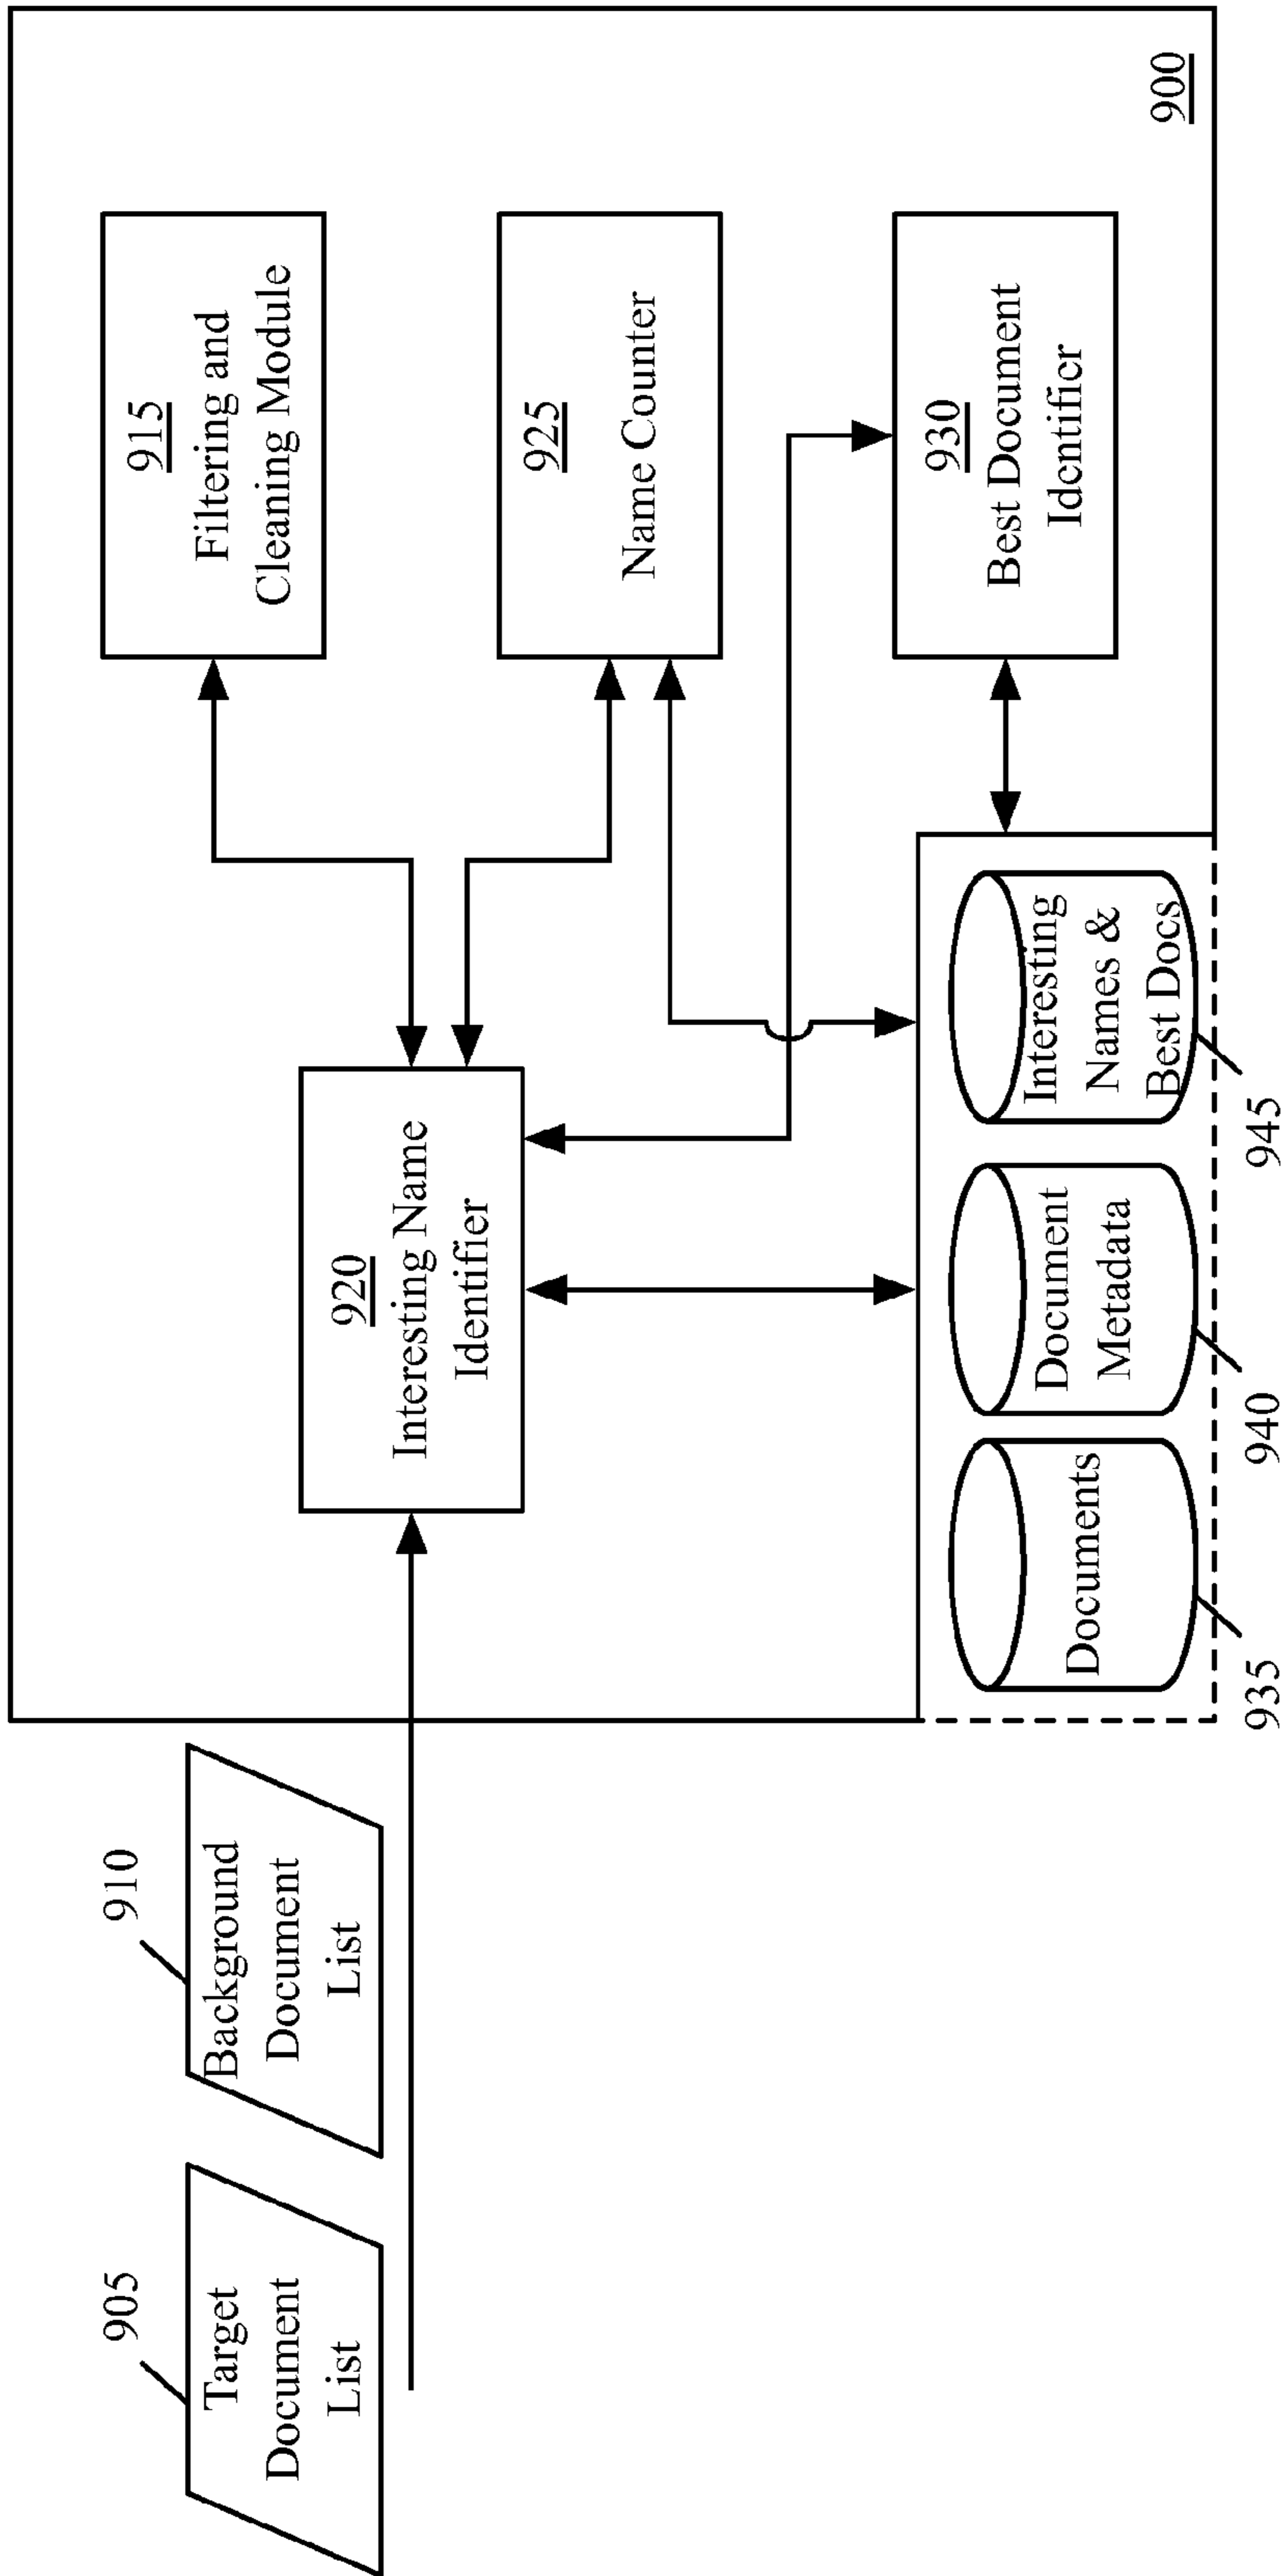 905
Target
Document
List
910
Background
Document
List
920
Interesting Name
Identifier
915
Filtering and
Cleaning Module
925
Name Counter
930
Best Document
Identifier
Documents
935
Document
Metadata
940
Interesting
Names &
Best Docs
945
900